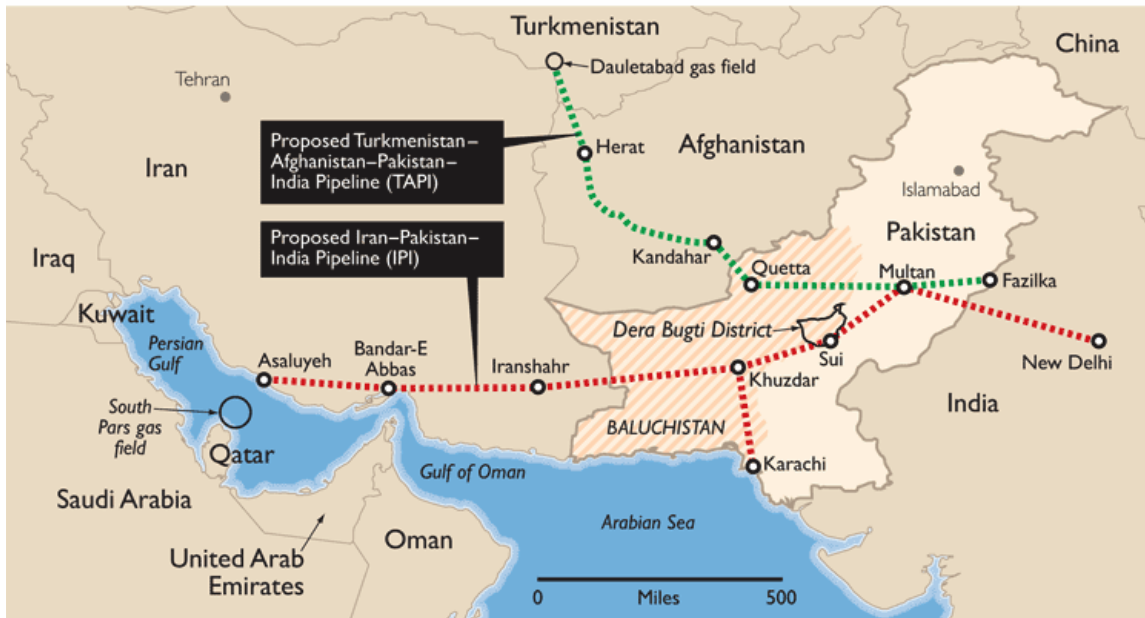 Turkmenistan
China
Dauletabad gas field
Tehran
Proposed Turkmenistan–
Afghanistan–Pakistan–
India Pipeline (TAPI)
Herat
Afghanistan
Iran
Islamabad
Pakistan
Proposed Iran–Pakistan–
India Pipeline (IPI)
Iraq
Kandahar
Quetta
Multan
Fazilka
Kuwait
Persian
Gulf
Dera Bugti District
Asaluyeh
Bandar-E
Abbas
Iranshahr
Sui
New Delhi
Khuzdar
South
Pars gas
field
BALUCHISTAN
India
Qatar
Gulf of Oman
Karachi
Saudi Arabia
Arabian Sea
Oman
United Arab
Emirates
0 Miles 500